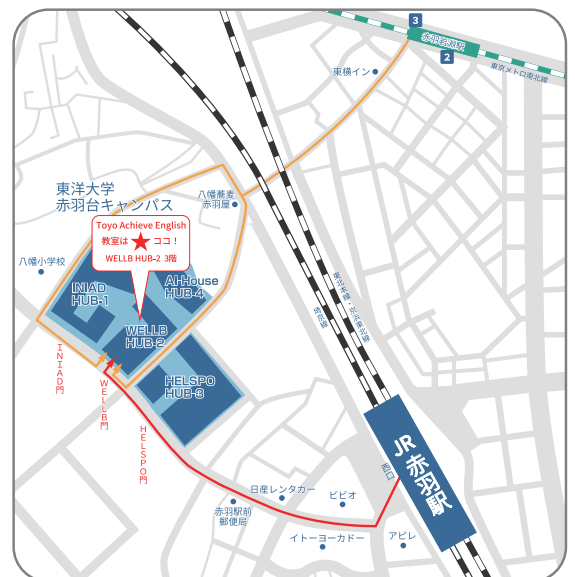 3
赤羽岩淵駅
2
東京メトロ南北線
東横イン
東洋大学
赤羽台キャンパス
八幡蕎麦
赤羽屋
Toyo Achieve English
教室は★ココ!
WELLB HUB-2 3階
八幡小学校
INIAD
HUB-1
AI-House
HUB-4
WELLB
HUB-2
HELSPO
HUB-3
INIAD門
WELLB門
HELSPO門
東北本線・京浜東北線
埼京線
JR赤羽駅
西口
日産レンタカー
ビビオ
赤羽駅前
郵便局
イトーヨーカドー
アピレ